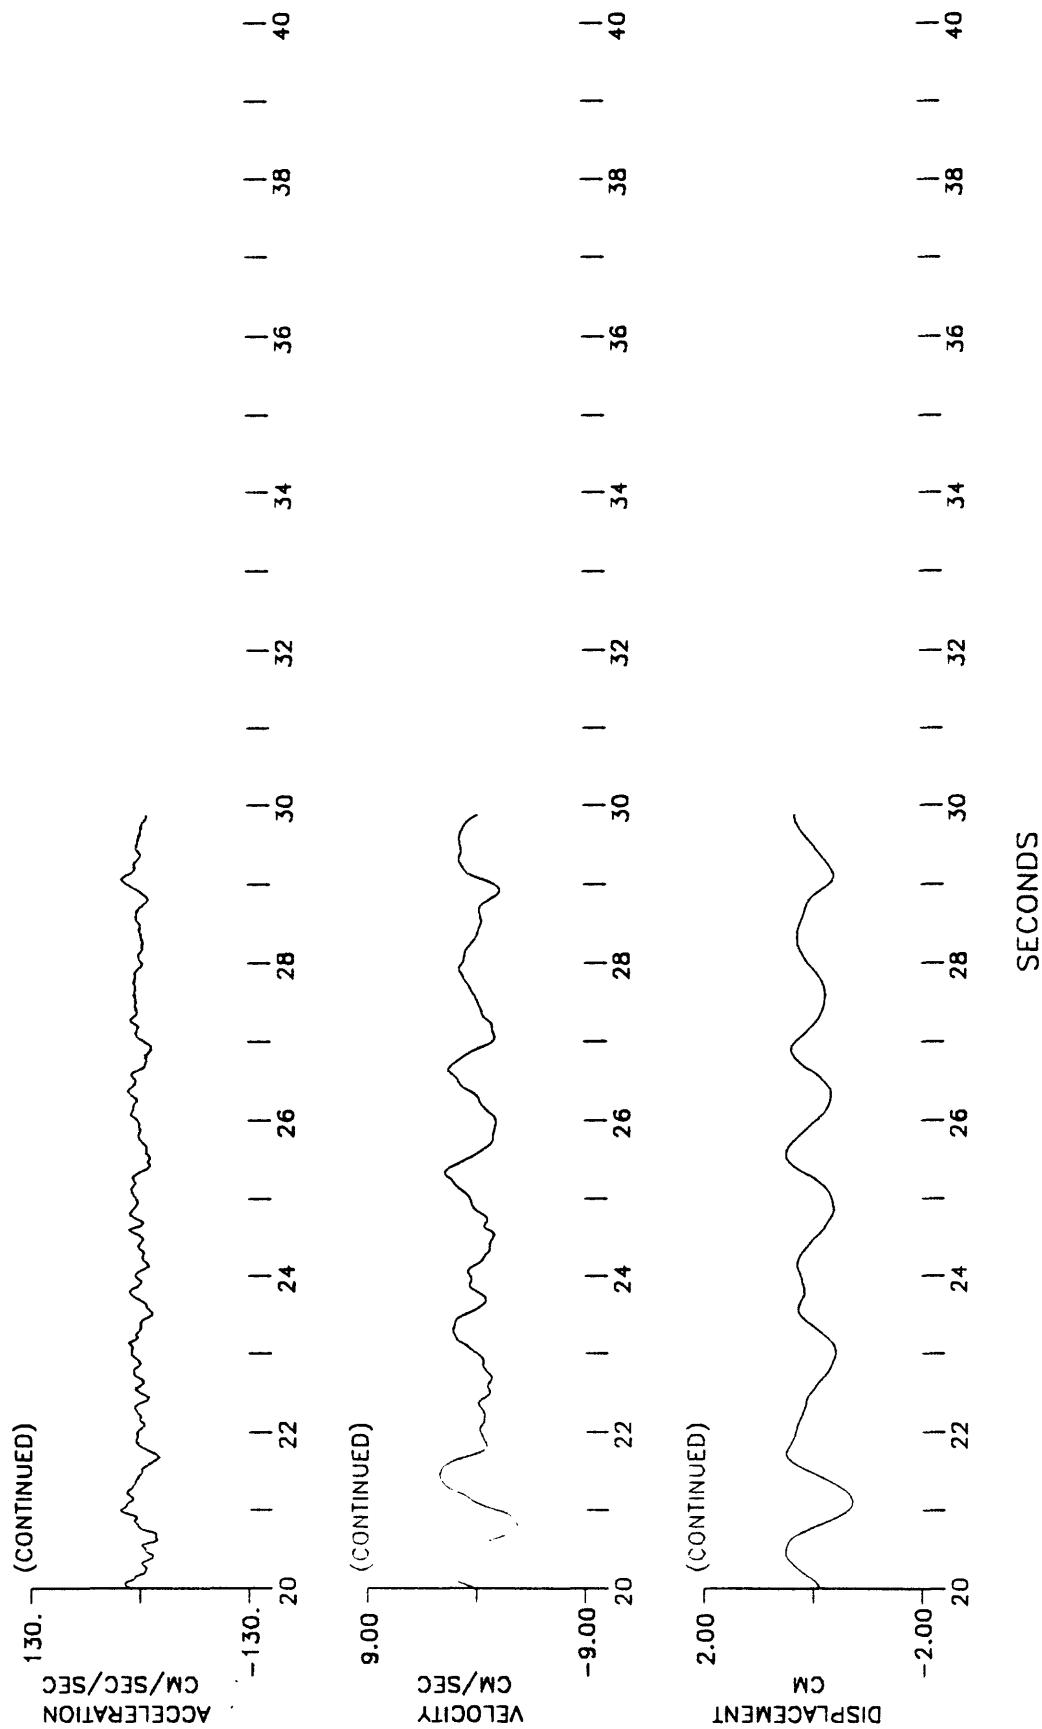 (CONTINUED)
130.
-130.
ACCELERATION
CM/SEC/SEC
20 22 24 26 28 30 32 34 36 38 40
(CONTINUED)
9.00
-9.00
VELOCITY
CM/SEC
20 22 24 26 28 30 32 34 36 38 40
(CONTINUED)
2.00
-2.00
DISPLACEMENT
CM
20 22 24 26 28 30 32 34 36 38 40
SECONDS